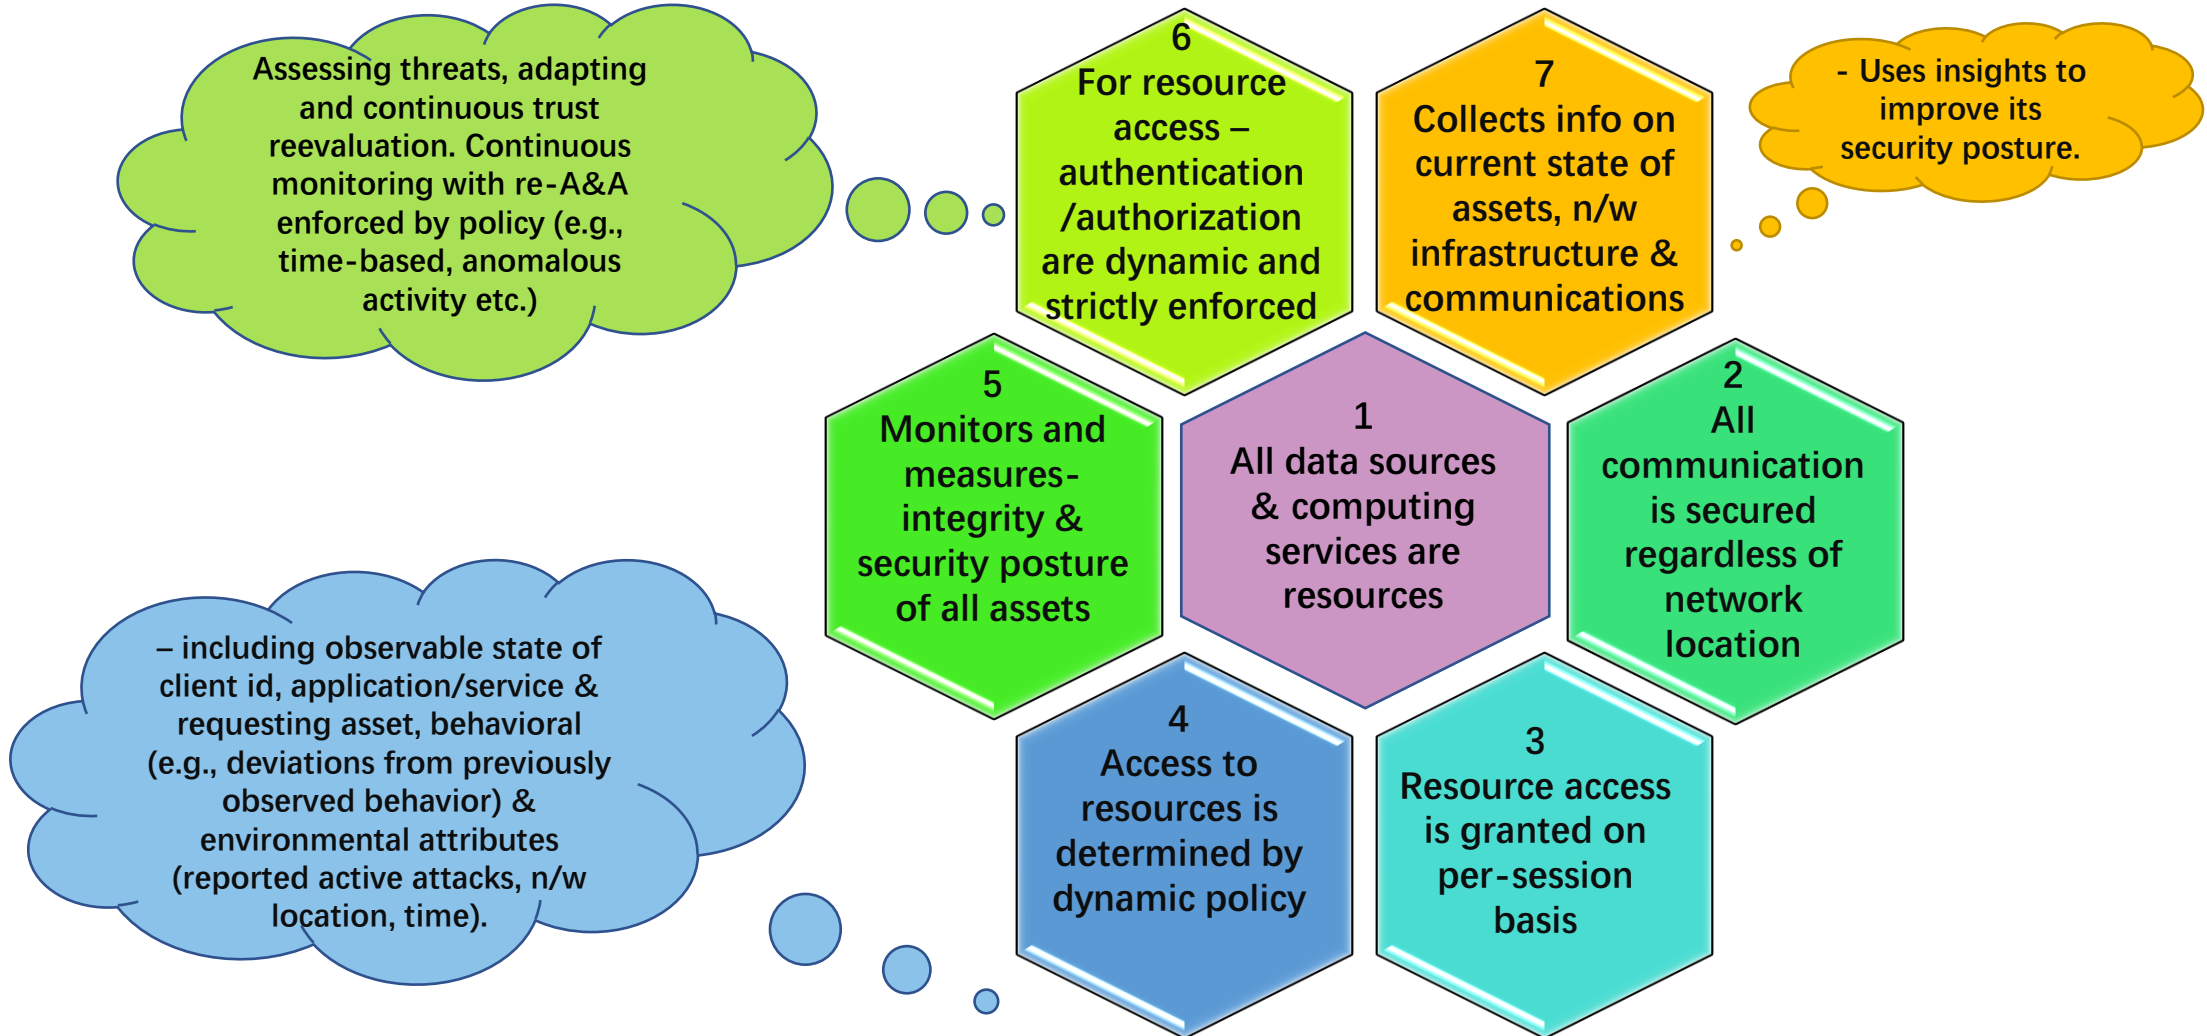 Assessing threats, adapting
and continuous trust
reevaluation. Continuous
monitoring with re-A&A
enforced by policy (e.g.,
time-based, anomalous
activity etc.)
6
For resource
access –
authentication
/authorization
are dynamic and
strictly enforced
7
Collects info on
current state of
assets, n/w
infrastructure &
communications
- Uses insights to
improve its
security posture.
5
Monitors and
measures-
integrity &
security posture
of all assets
1
All data sources
& computing
services are
resources
2
All
communication
is secured
regardless of
network
location
– including observable state of
client id, application/service &
requesting asset, behavioral
(e.g., deviations from previously
observed behavior) &
environmental attributes
(reported active attacks, n/w
location, time).
4
Access to
resources is
determined by
dynamic policy
3
Resource access
is granted on
per-session
basis